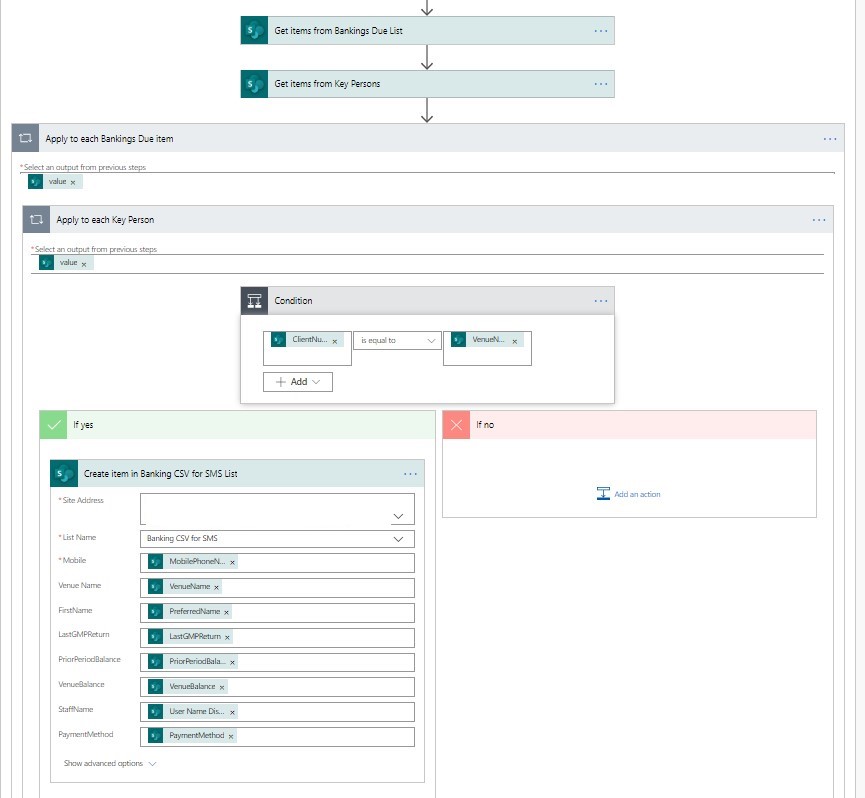 Get items from Bankings Due List
Get items from Key Persons
Apply to each Bankings Due item
*Select an output from previous steps
value x
Apply to each Key Person
*Select an output from previous steps
value x
Condition
ClientNu... x is equal to VenueN... x
+ Add
If yes
If no
Create item in Banking CSV for SMS List
Add an action
*Site Address
*List Name Banking CSV for SMS
*Mobile MobilePhoneN... x
Venue Name VenueName x
FirstName PreferredName x
LastGMPReturn LastGMPReturn x
PriorPeriodBalance PriorPeriodBala... x
VenueBalance VenueBalance x
StaffName User Name Dis... x
PaymentMethod PaymentMethod x
Show advanced options